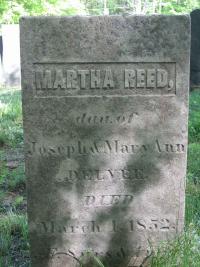 MARTHA REED,
dau. of
Joseph & Mary Ann
DELVER
DIED
March 1, 1852.